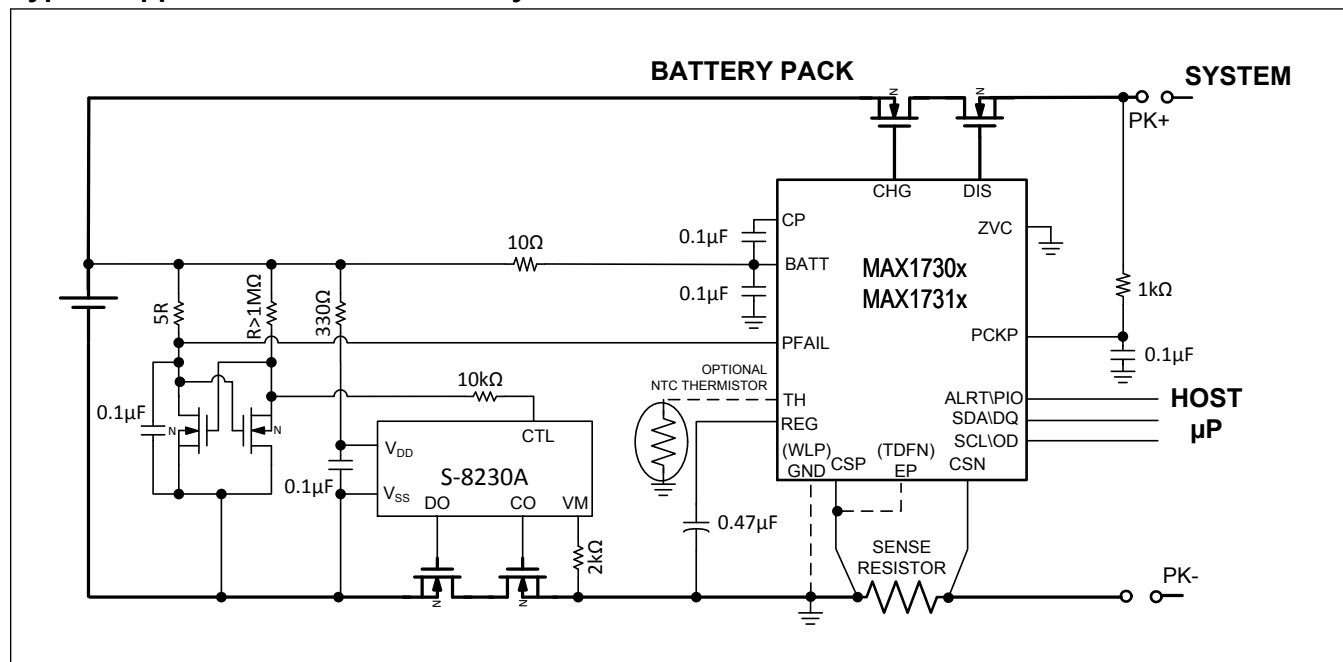 BATTERY PACK
SYSTEM
PK+
N
N
CHG
DIS
CP
ZVC
0.1µF
10Ω
BATT
MAX1730x
MAX1731x
0.1µF
1kΩ
5R
R>1MΩ
330Ω
PFAIL
PCKP
0.1µF
OPTIONAL
NTC THERMISTOR
10kΩ
TH
ALRT\PIO
HOST
µP
0.1µF
N
N
REG
SDA\DQ
CTL
SCL\OD
(WLP)
GND
CSP
(TDFN)
EP
CSN
VDD
S-8230A
0.1µF
VSS
DO
CO
VM
0.47µF
2kΩ
SENSE
RESISTOR
PK-
N
N